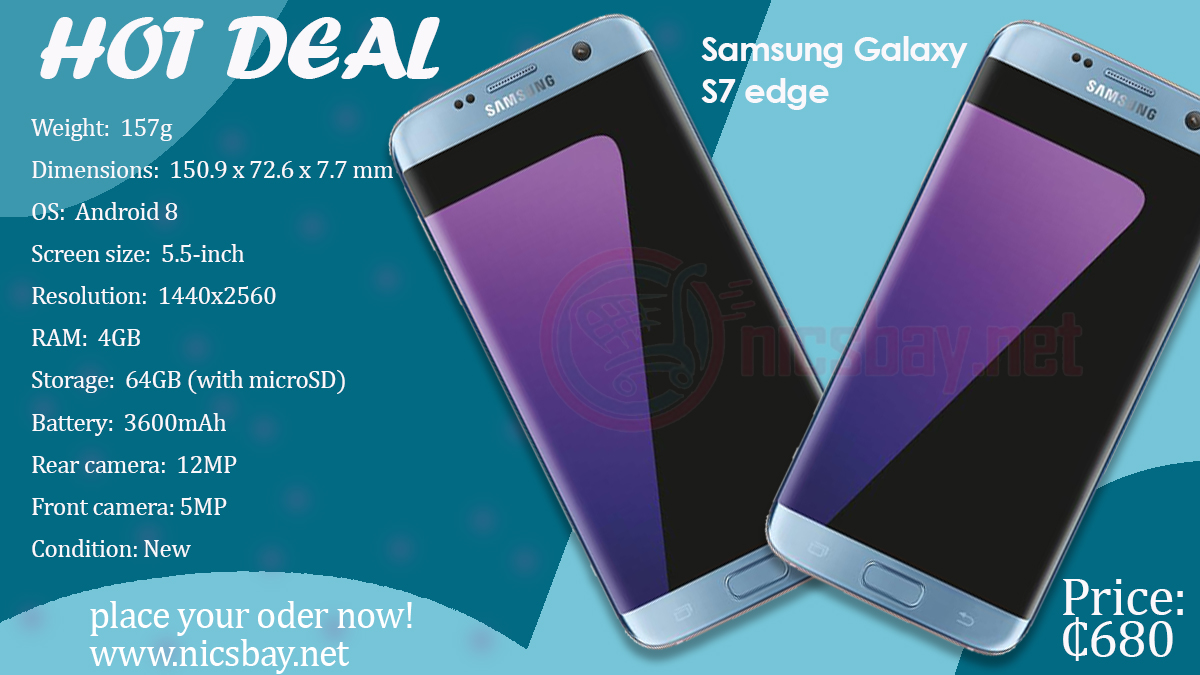 HOT DEAL
Samsung Galaxy
S7 edge
Weight: 157g
Dimensions: 150.9 x 72.6 x 7.7 mm
OS: Android 8
Screen size: 5.5-inch
Resolution: 1440x2560
RAM: 4GB
Storage: 64GB (with microSD)
Battery: 3600mAh
Rear camera: 12MP
Front camera: 5MP
Condition: New
place your oder now!
www.nicsbay.net
SAMSUNG
SAMSUNG
nicsbay.net
Price:
₵680